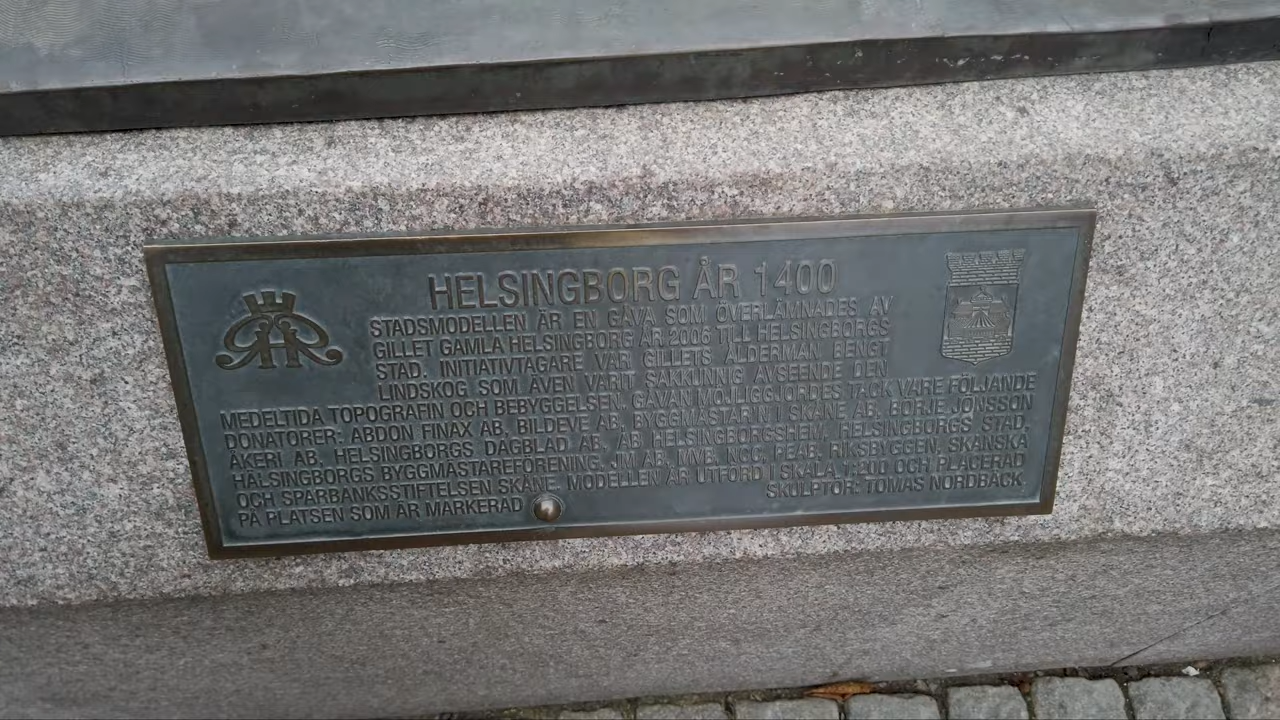 HELSINGBORG ÅR 1400
STADSMODELLEN ÄR EN GÅVA SOM ÖVERLÄMNADES AV
GILLET GAMLA HELSINGBORG ÅR 2006 TILL HELSINGBORGS
STAD. INITIATIVTAGARE VAR GILLETS ÅLDERMAN BENGT
LINDSKOG SOM ÄVEN VARIT SAKKUNNIG AVSEENDE DEN
MEDELTIDA TOPOGRAFIN OCH BEBYGGELSEN. GÅVAN MÖJLIGGJORDES TACK VARE FÖLJANDE
DONATORER: ABDON FINAX AB, BILDEVE AB, BYGGMÄSTARN I SKÅNE AB, BÖRJE JÖNSSON
ÅKERI AB, HELSINGBORGS DAGBLAD AB, AB HELSINGBORGSHEM, HELSINGBORGS STAD,
HÄLSINGBORGS BYGGMÄSTAREFÖRENING, JM AB, MVB, NCC, PEAB, RIKSBYGGEN, SKANSKA
OCH SPARBANKSSTIFTELSEN SKÅNE. MODELLEN ÄR UTFÖRD I SKALA 1:200 OCH PLACERAD
PÅ PLATSEN SOM ÄR MARKERAD
SKULPTÖR: TOMAS NORDBÄCK.